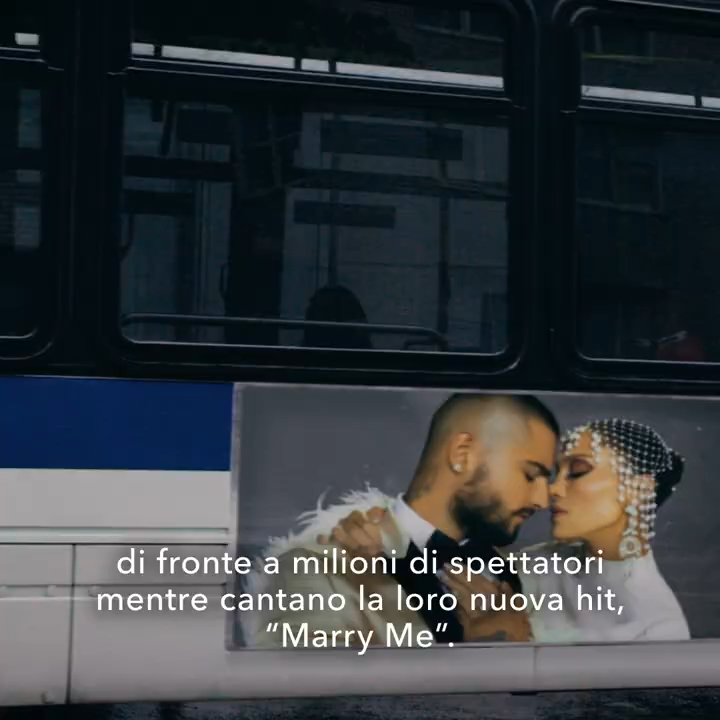 di fronte a milioni di spettatori
mentre cantano la loro nuova hit,
“Marry Me”.